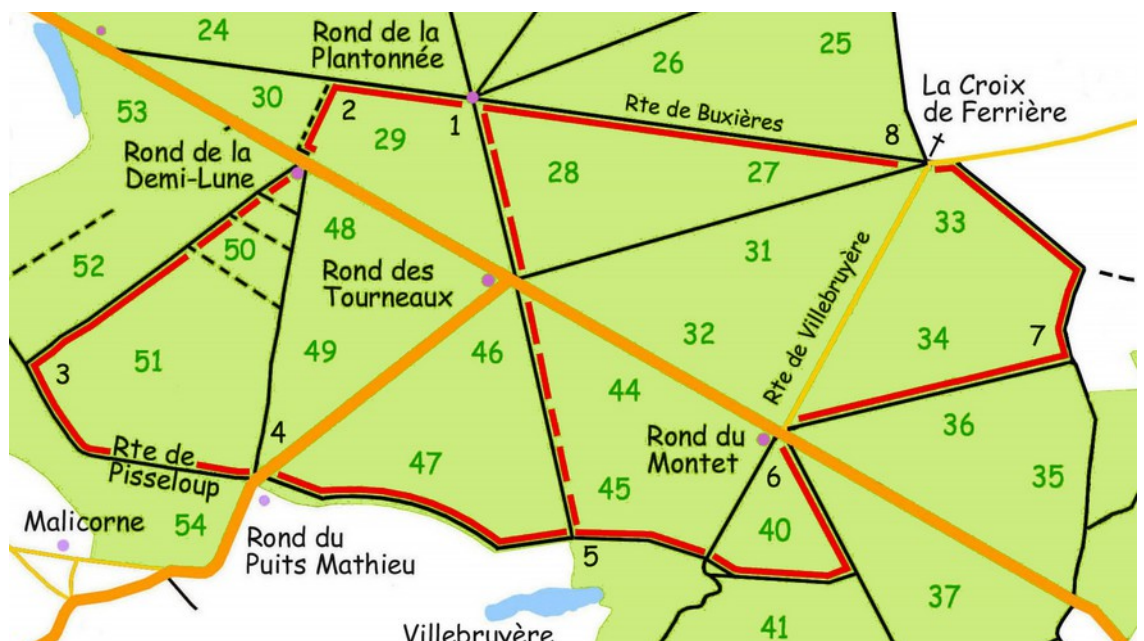 24
Rond de la
Plantonnée
25
26
La Croix
de Ferrière
53
30
2
29
1
Rte de Buxières
8
Rond de la
Demi-Lune
28
27
33
52
50
48
31
Rond des
Tourneaux
Rte de Villebruyère
3
51
49
46
32
34
7
44
36
4
Rte de
Pisseloup
47
Rond du
Montet
35
45
6
40
Malicorne
54
Rond du
Puits Mathieu
5
37
41
Villebruyère